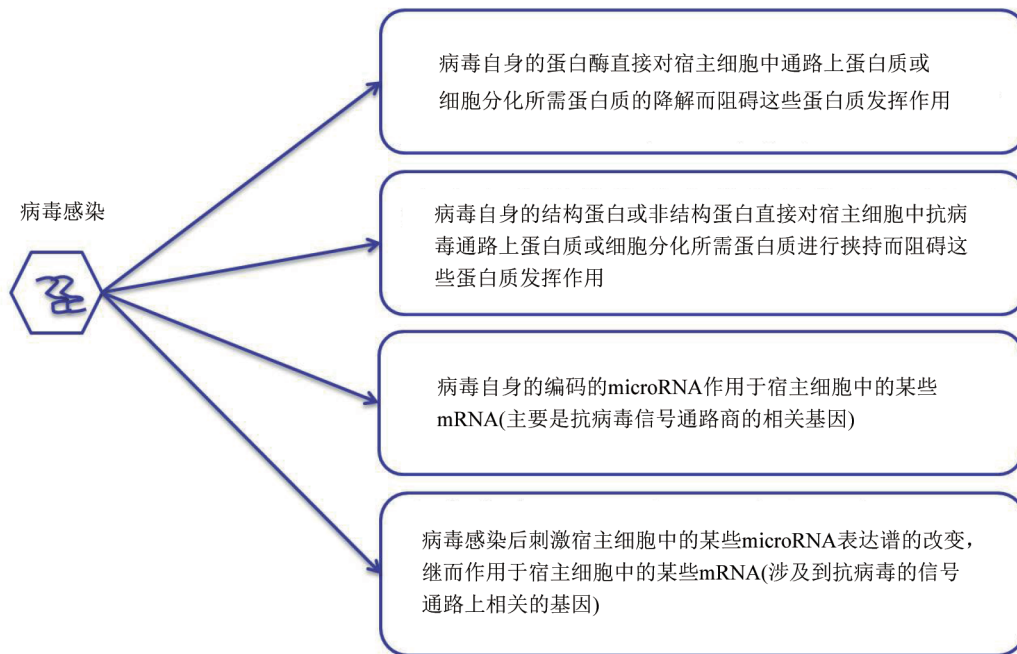 病毒自身的蛋白酶直接对宿主细胞中通路上蛋白质或
细胞分化所需蛋白质的降解而阻碍这些蛋白质发挥作用
病毒感染
病毒自身的结构蛋白或非结构蛋白直接对宿主细胞中抗病
毒通路上蛋白质或细胞分化所需蛋白质进行挟持而阻碍这
些蛋白质发挥作用
病毒自身的编码的microRNA作用于宿主细胞中的某些
mRNA(主要是抗病毒信号通路商的相关基因)
病毒感染后刺激宿主细胞中的某些microRNA表达谱的改变，
继而作用于宿主细胞中的某些mRNA(涉及到抗病毒的信号
通路上相关的基因)